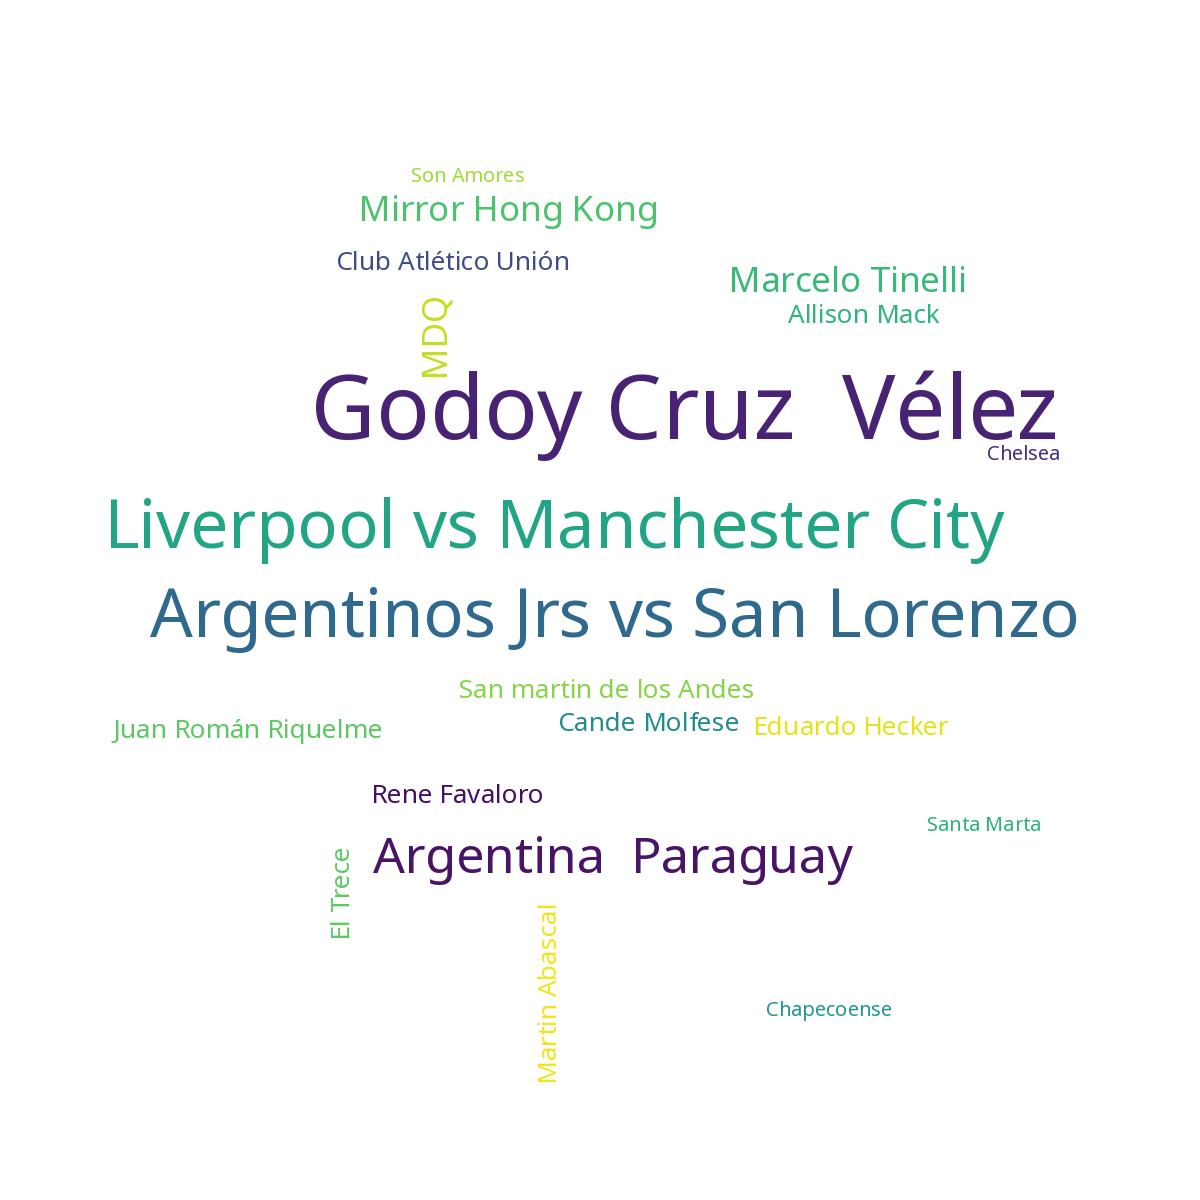 Son Amores
Mirror Hong Kong
Club Atlético Unión
Marcelo Tinelli
MDQ
Allison Mack
Godoy Cruz  Vélez
Chelsea
Liverpool vs Manchester City
Argentinos Jrs vs San Lorenzo
San martin de los Andes
Juan Román Riquelme
Cande Molfese
Eduardo Hecker
Rene Favaloro
Santa Marta
Argentina  Paraguay
El Trece
Martin Abascal
Chapecoense